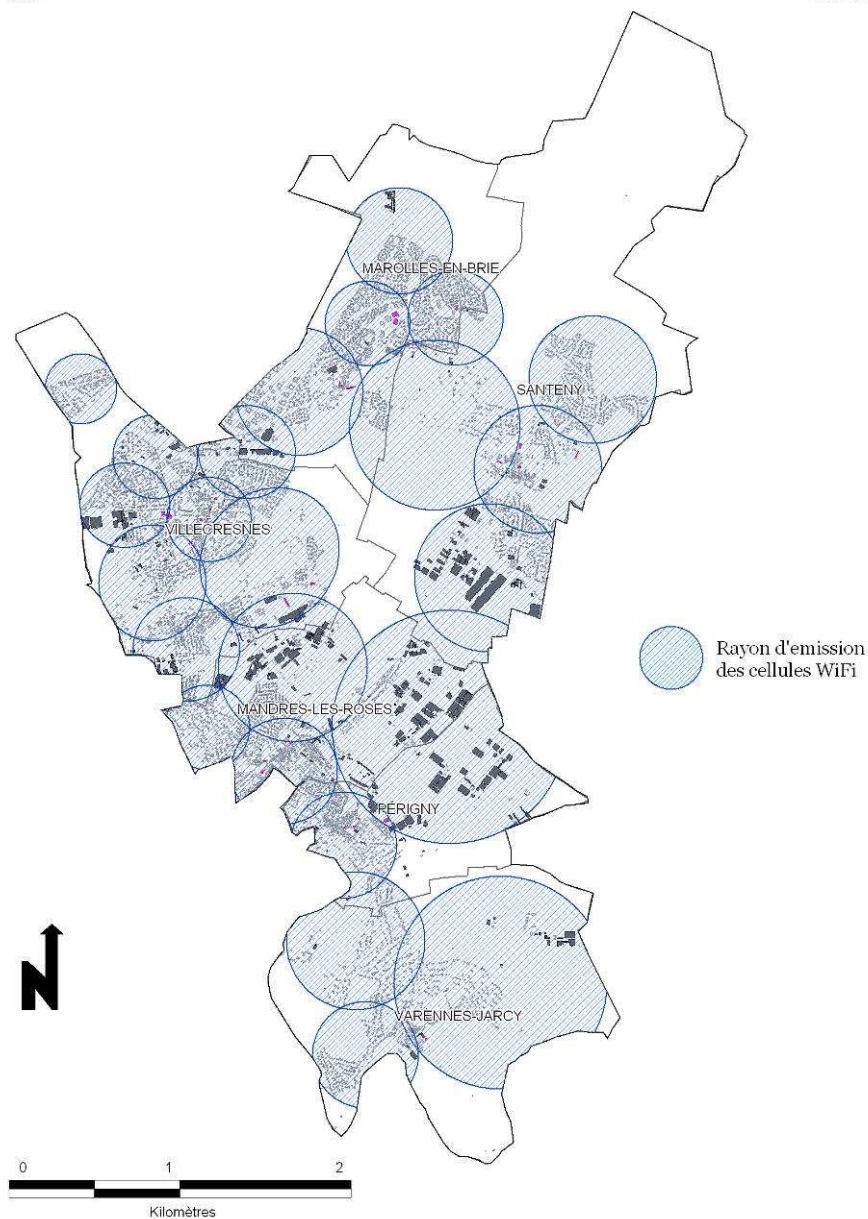 MAROLLES-EN-BRIE
SANTENY
VILLECRESNES
Rayon d'emission
des cellules WiFi
MANDRES-LES-ROSES
PÉRIGNY
N
VARENNES-JARCY
0 1 2
Kilomètres